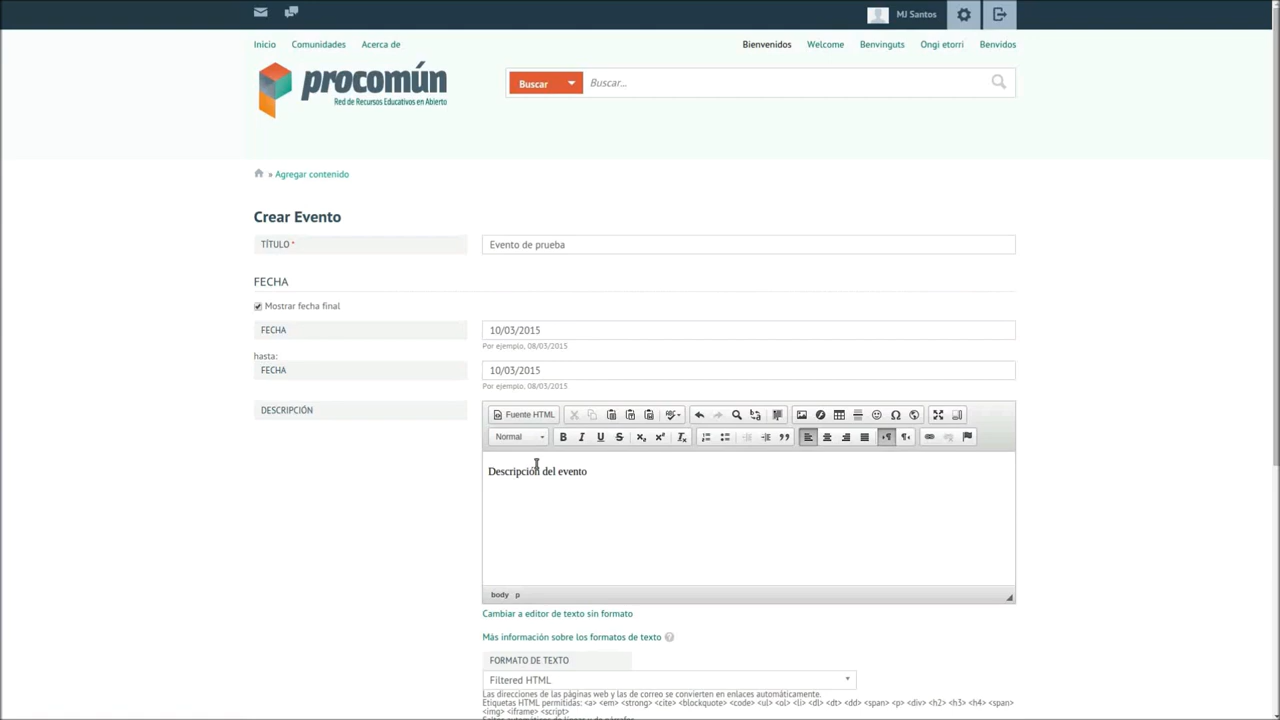 MJ Santos
Inicio Comunidades Acerca de Bienvenidos Welcome Benvinguts Ongi etorri Benvidos
procomún
Red de Recursos Educativos en Abierto
Buscar Buscar...
» Agregar contenido
Crear Evento
TÍTULO * Evento de prueba
FECHA
Mostrar fecha final
FECHA 10/03/2015
Por ejemplo, 08/03/2015
hasta:
FECHA 10/03/2015
Por ejemplo, 08/03/2015
DESCRIPCIÓN Fuente HTML
Normal B I U S x₂ x² Tx
Descripción del evento
body p
Cambiar a editor de texto sin formato
Más información sobre los formatos de texto ?
FORMATO DE TEXTO
Filtered HTML
Las direcciones de las páginas web y las de correo se convierten en enlaces automáticamente.
Etiquetas HTML permitidas: <a> <em> <strong> <cite> <blockquote> <code> <ul> <ol> <li> <dl> <dt> <dd> <span> <p> <div> <h2> <h3> <h4> <span>
<img> <iframe> <script>